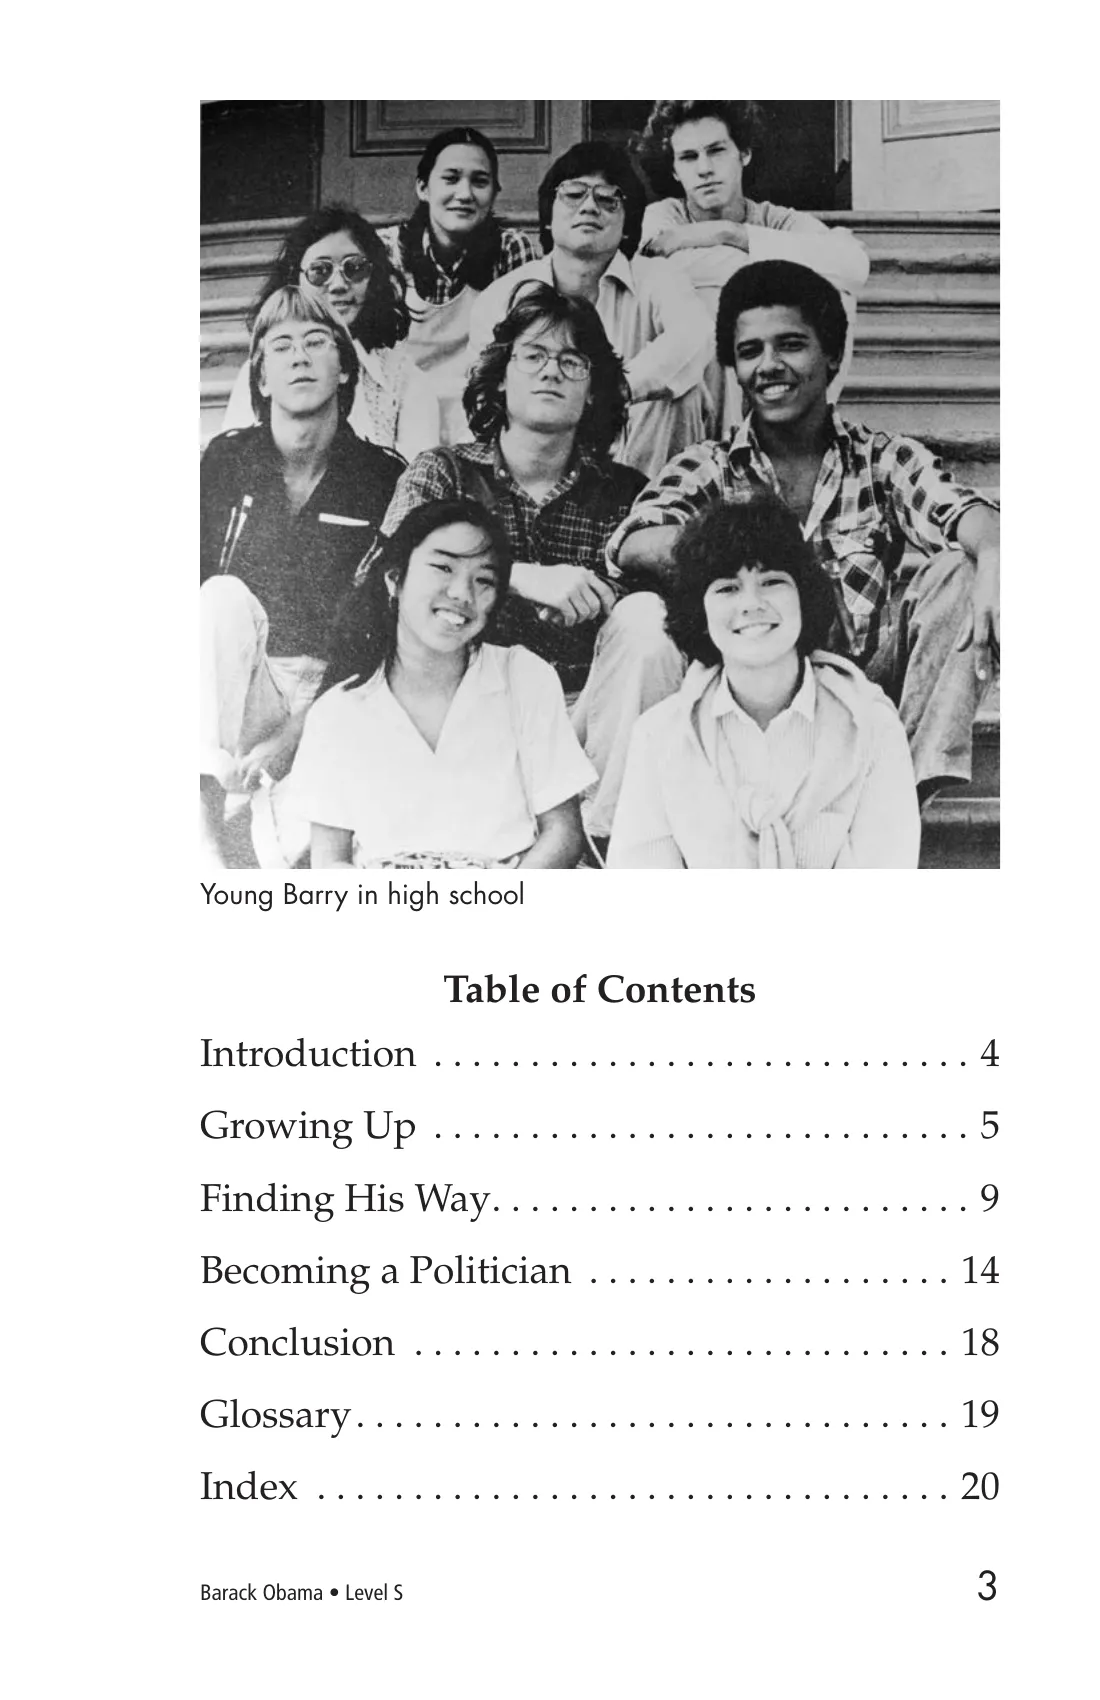 Young Barry in high school
Table of Contents
Introduction . . . . . . . . . . . . . . . . . . . . . . . . . . . . 4
Growing Up . . . . . . . . . . . . . . . . . . . . . . . . . . . . 5
Finding His Way. . . . . . . . . . . . . . . . . . . . . . . . . 9
Becoming a Politician . . . . . . . . . . . . . . . . . . . 14
Conclusion . . . . . . . . . . . . . . . . . . . . . . . . . . . . 18
Glossary. . . . . . . . . . . . . . . . . . . . . . . . . . . . . . . 19
Index . . . . . . . . . . . . . . . . . . . . . . . . . . . . . . . . . 20
Barack Obama • Level S 3